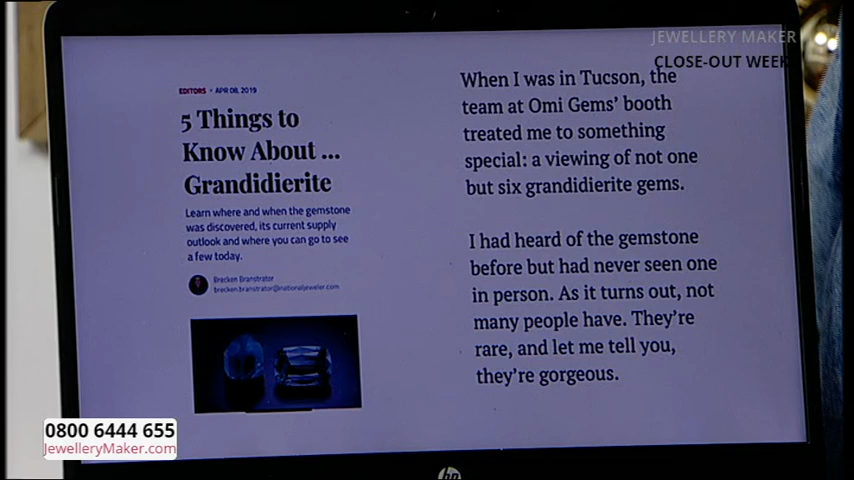 JEWELLERY MAKER
CLOSE-OUT WEEK
EDITORS • APR 08, 2019
5 Things to
Know About ...
Grandidierite
Learn where and when the gemstone
was discovered, its current supply
outlook and where you can go to see
a few today.
Brecken Branstrator
brecken.branstrator@nationaljeweler.com
When I was in Tucson, the
team at Omi Gems’ booth
treated me to something
special: a viewing of not one
but six grandidierite gems.
I had heard of the gemstone
before but had never seen one
in person. As it turns out, not
many people have. They’re
rare, and let me tell you,
they’re gorgeous.
0800 6444 655
JewelleryMaker.com
hp